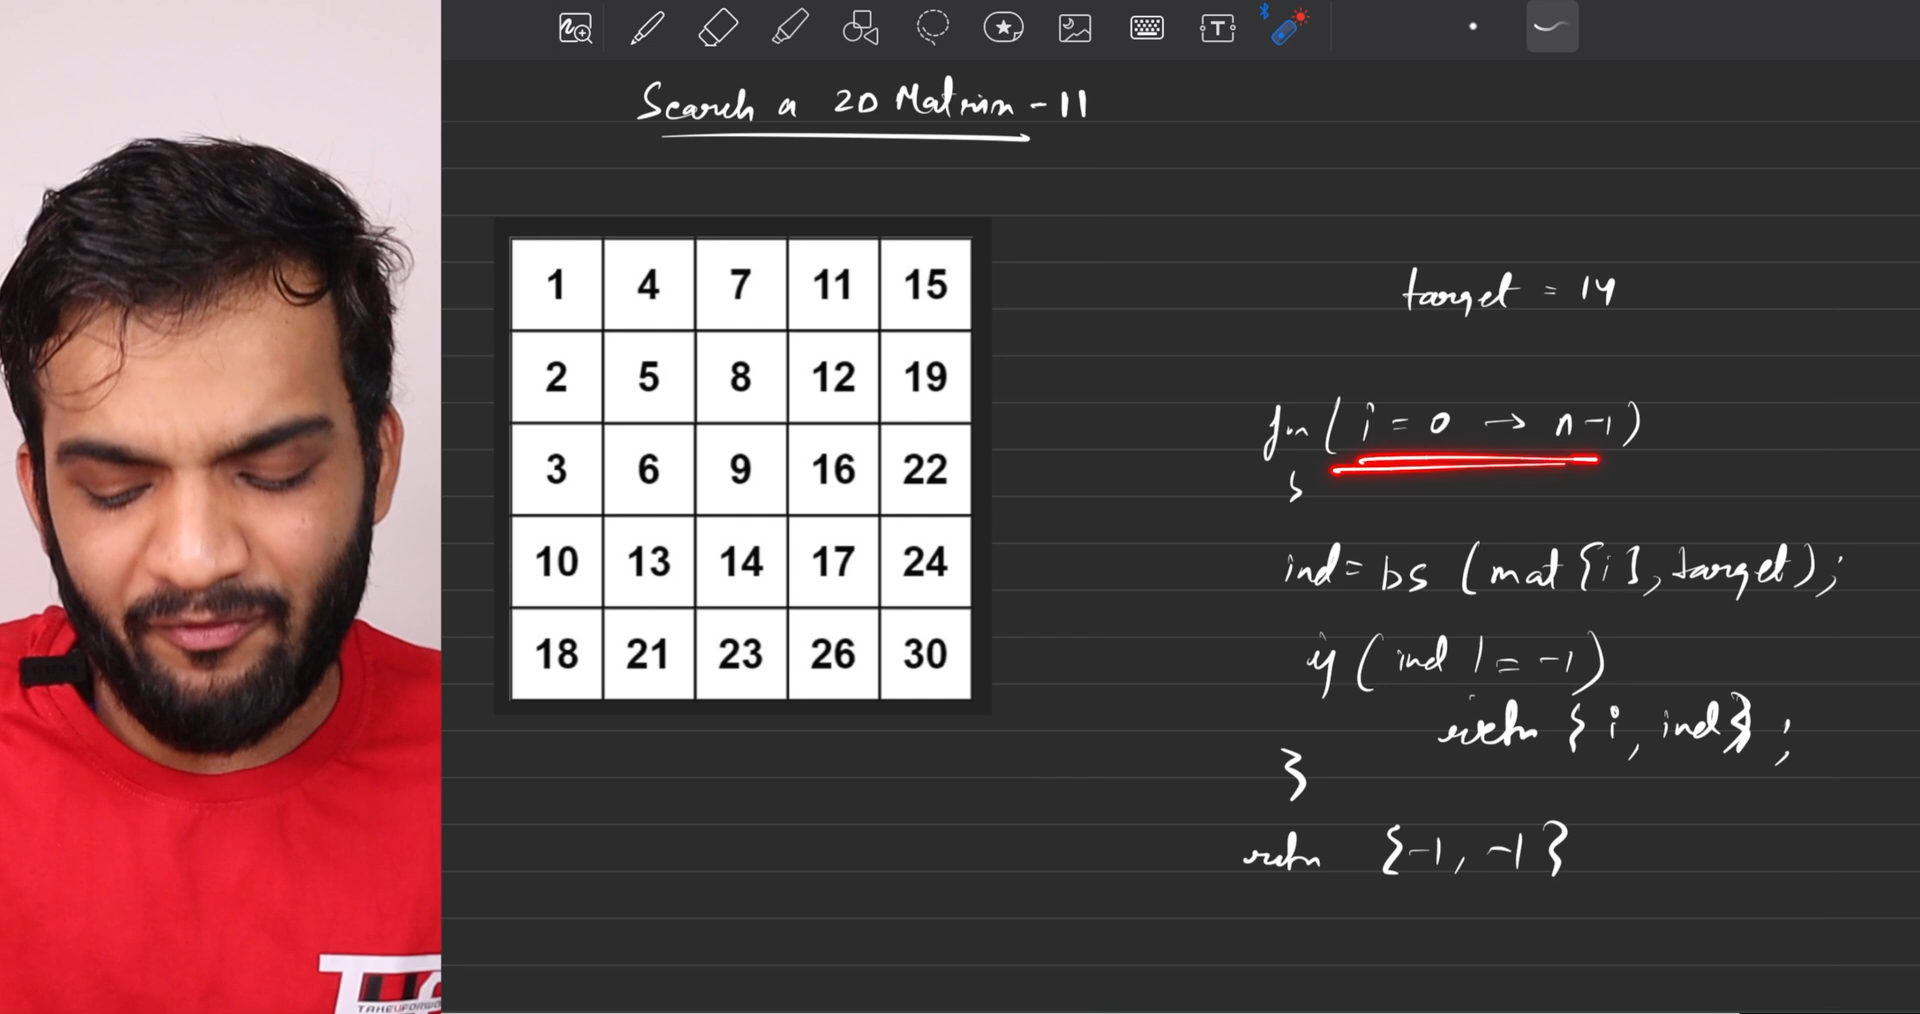 Search a 2D Matrix - II
1 4 7 11 15
2 5 8 12 19
3 6 9 16 22
10 13 14 17 24
18 21 23 26 30
target = 14
for ( i = 0 → n-1 )
{
ind = bs ( mat [ i ] , target ) ;
if ( ind != -1 )
return { i , ind } ;
}
return { -1 , -1 }
TAKEUFORWA